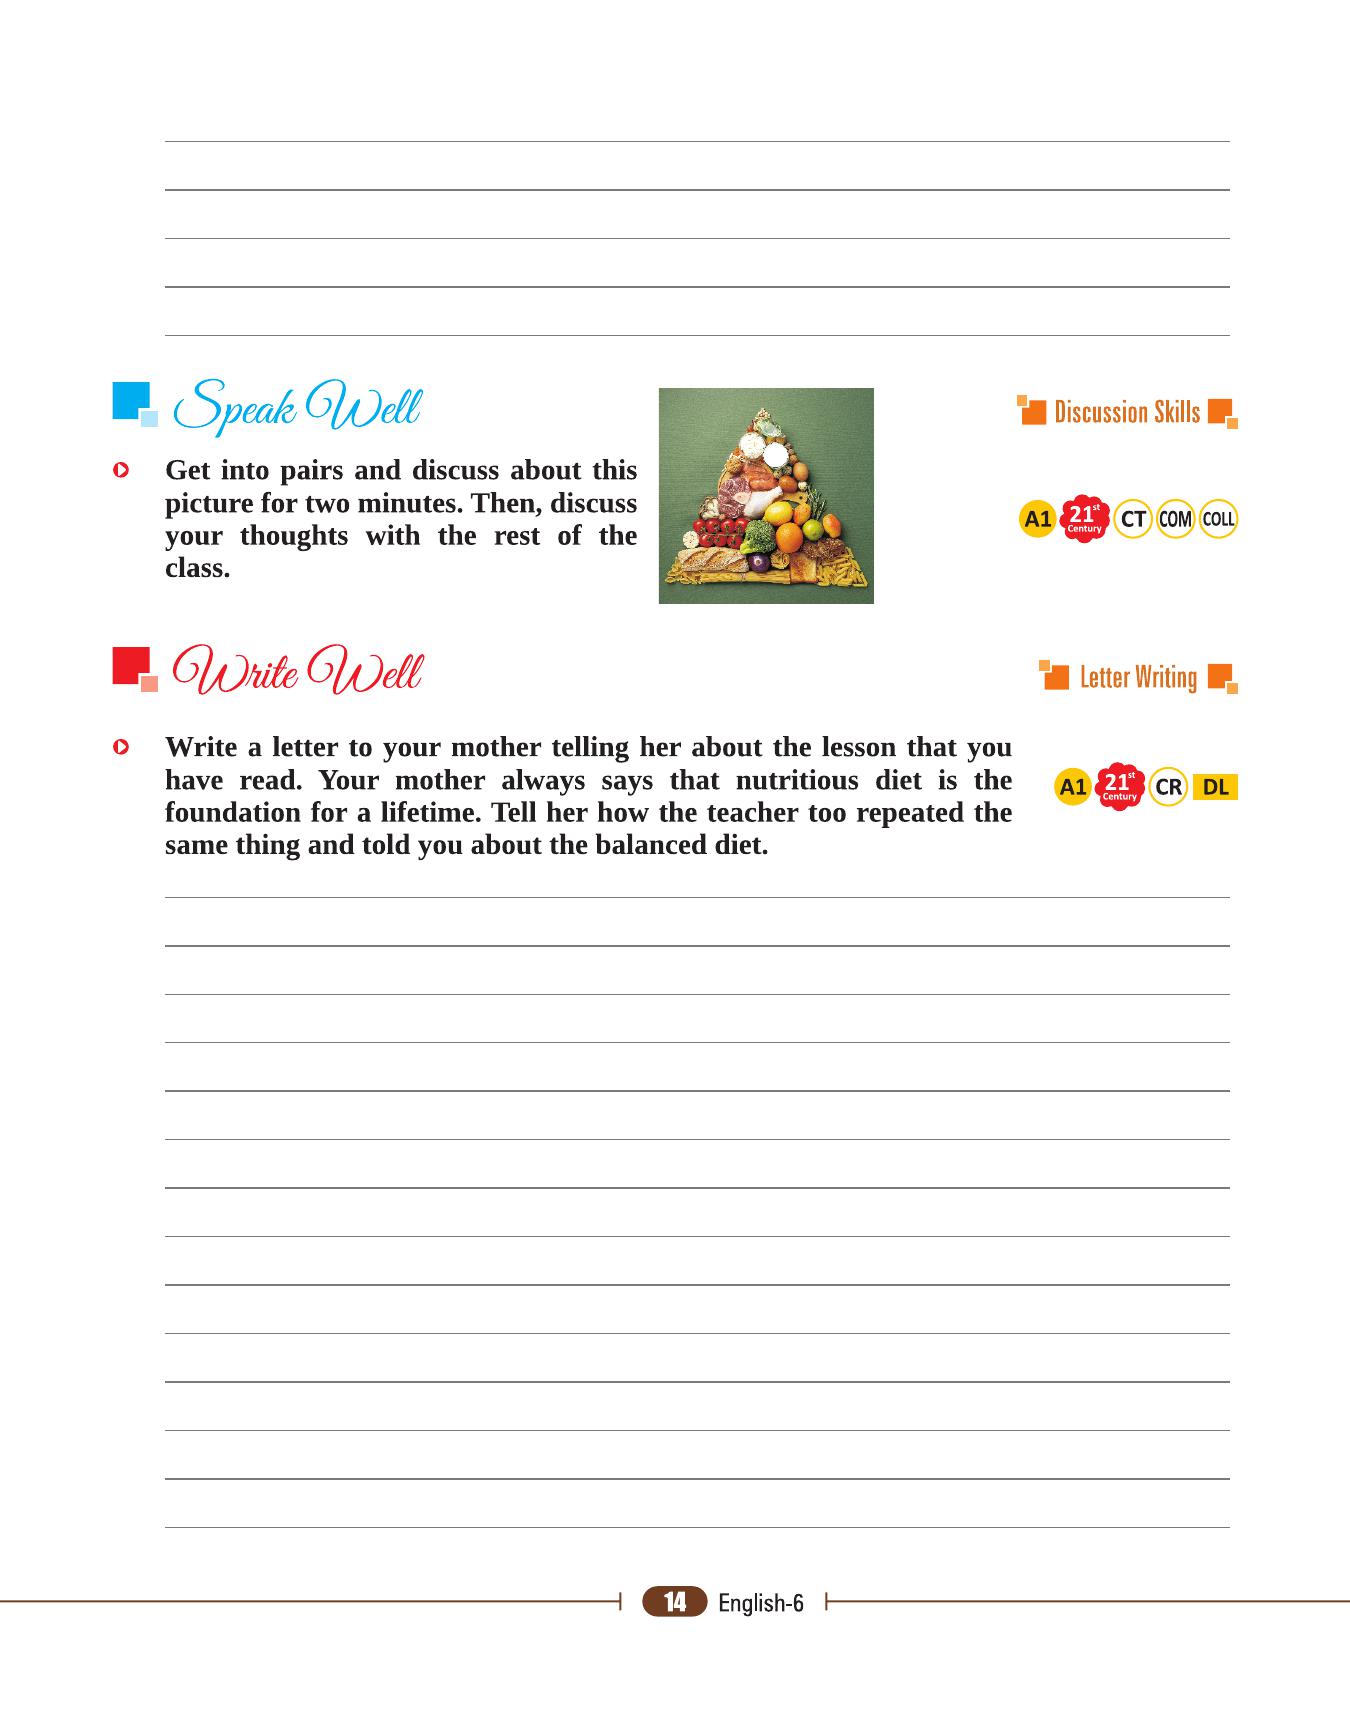 Speak Well
Discussion Skills
Get into pairs and discuss about this
picture for two minutes. Then, discuss
your thoughts with the rest of the
class.
A1 21st Century CT COM COLL
Write Well
Letter Writing
Write a letter to your mother telling her about the lesson that you
have read. Your mother always says that nutritious diet is the
foundation for a lifetime. Tell her how the teacher too repeated the
same thing and told you about the balanced diet.
A1 21st Century CR DL
14 English-6